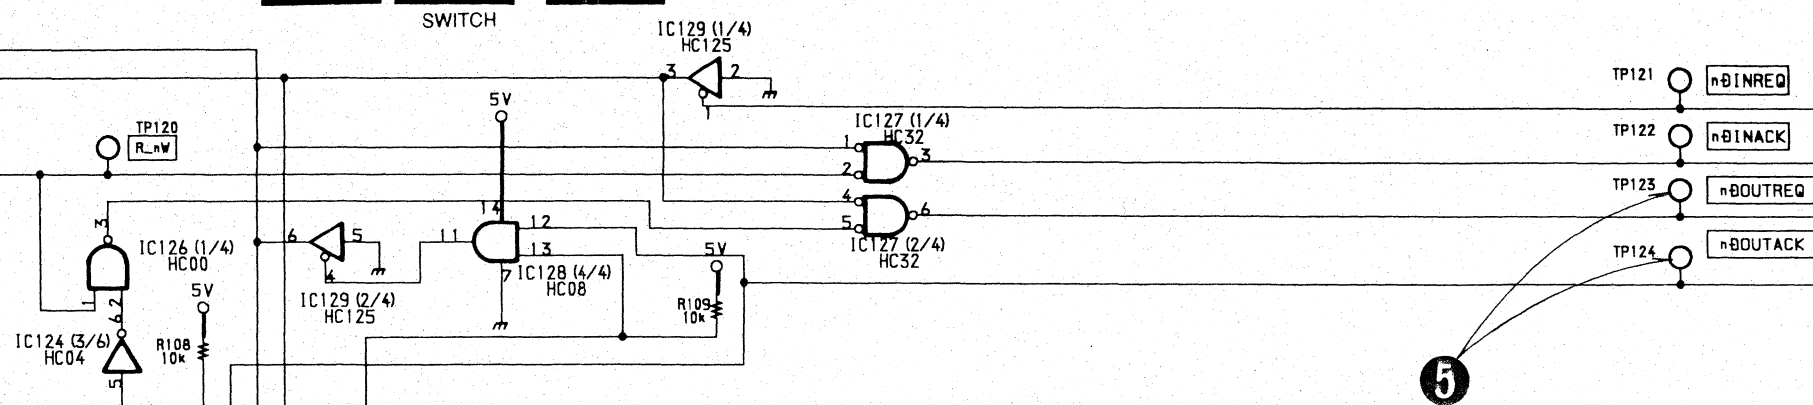 SWITCH
IC129 (1/4)
HC125
3
2
1
TP121
nDINREQ
5V
TP120
R_nW
IC127 (1/4)
HC32
1
2
3
TP122
nDINACK
4
5
6
IC127 (2/4)
HC32
TP123
nDOUTREQ
14
12
11
13
7
IC128 (4/4)
HC08
6
5
4
IC129 (2/4)
HC125
3
IC126 (1/4)
HC00
1
2
6
5V
R109
10k
TP124
nDOUTACK
5V
R108
10k
IC124 (3/6)
HC04
5
5